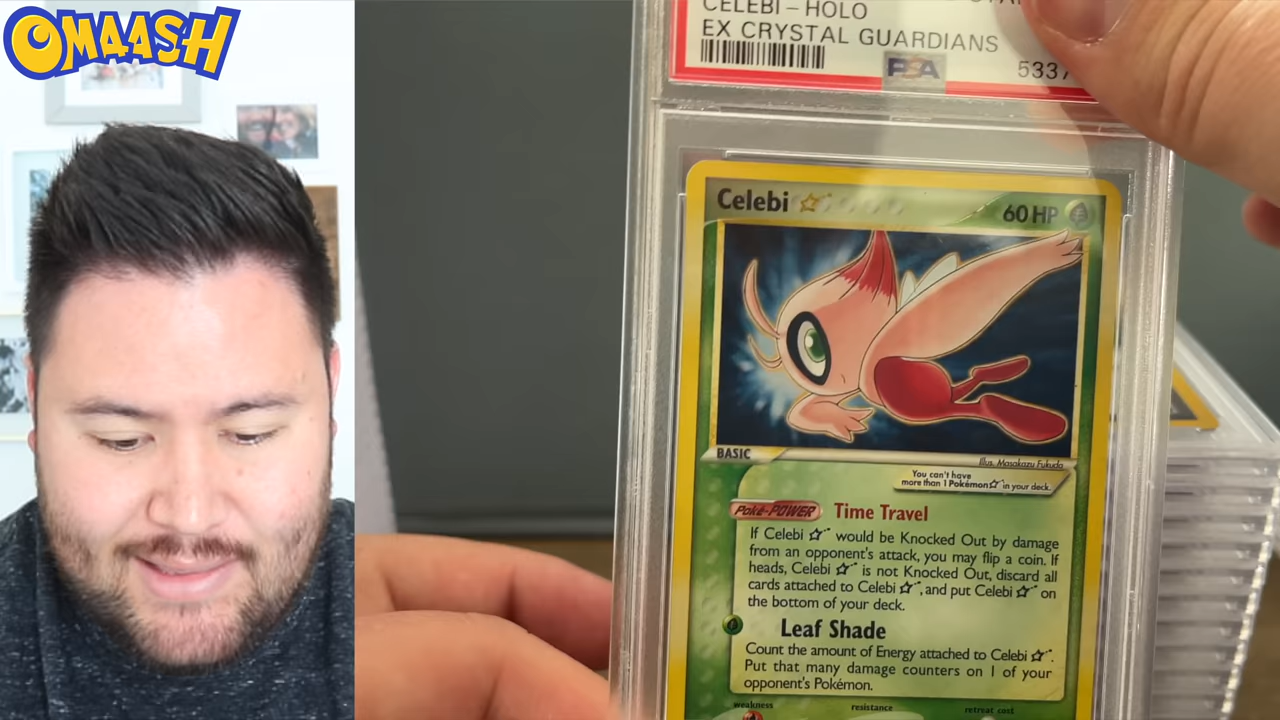 OMAASH
CELEBI - HOLO
EX CRYSTAL GUARDIANS
PSA 5337
Celebi
60 HP
BASIC
Illus. Masakazu Fukuda
You can't have
more than 1 Pokémon☆ in your deck.
Poké-POWER Time Travel
If Celebi ☆ would be Knocked Out by damage
from an opponent's attack, you may flip a coin. If
heads, Celebi ☆ is not Knocked Out, discard all
cards attached to Celebi ☆, and put Celebi ☆ on
the bottom of your deck.
Leaf Shade
Count the amount of Energy attached to Celebi ☆.
Put that many damage counters on 1 of your
opponent's Pokémon.
weakness resistance retreat cost